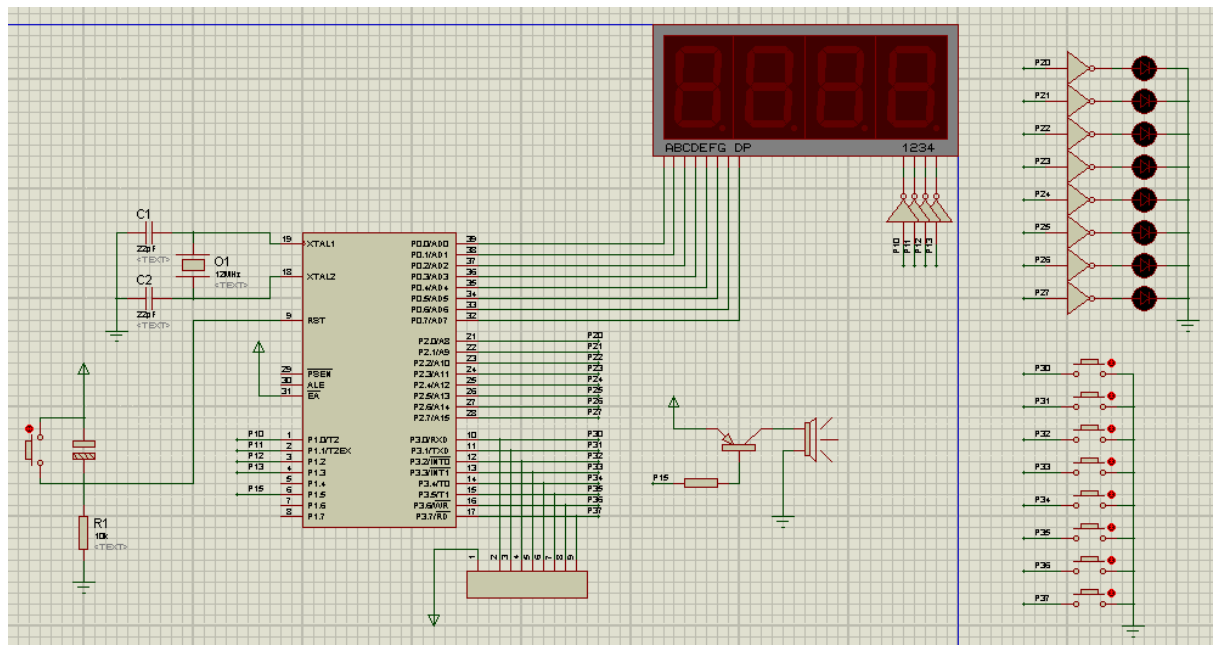 ABCDEFG DP
1234
P10
P11
P12
P13
P20
P21
P22
P23
P24
P25
P26
P27
C1
22pF
<TEXT>
C2
22pF
<TEXT>
O1
12MHz
<TEXT>
19 XTAL1
18 XTAL2
9 RST
29 PSEN
30 ALE
31 EA
P10 1 P1.0/T2
P11 2 P1.1/T2EX
P12 3 P1.2
P13 4 P1.3
5 P1.4
P15 6 P1.5
7 P1.6
8 P1.7
P0.0/AD0 39
P0.1/AD1 38
P0.2/AD2 37
P0.3/AD3 36
P0.4/AD4 35
P0.5/AD5 34
P0.6/AD6 33
P0.7/AD7 32
P2.0/A8 21 P20
P2.1/A9 22 P21
P2.2/A10 23 P22
P2.3/A11 24 P23
P2.4/A12 25 P24
P2.5/A13 26 P25
P2.6/A14 27 P26
P2.7/A15 28 P27
P3.0/RXD 10 P30
P3.1/TXD 11 P31
P3.2/INT0 12 P32
P3.3/INT1 13 P33
P3.4/T0 14 P34
P3.5/T1 15 P35
P3.6/WR 16 P36
P3.7/RD 17 P37
R1
10k
<TEXT>
1 2 3 4 5 6 7 8 9
P15
P30
P31
P32
P33
P34
P35
P36
P37